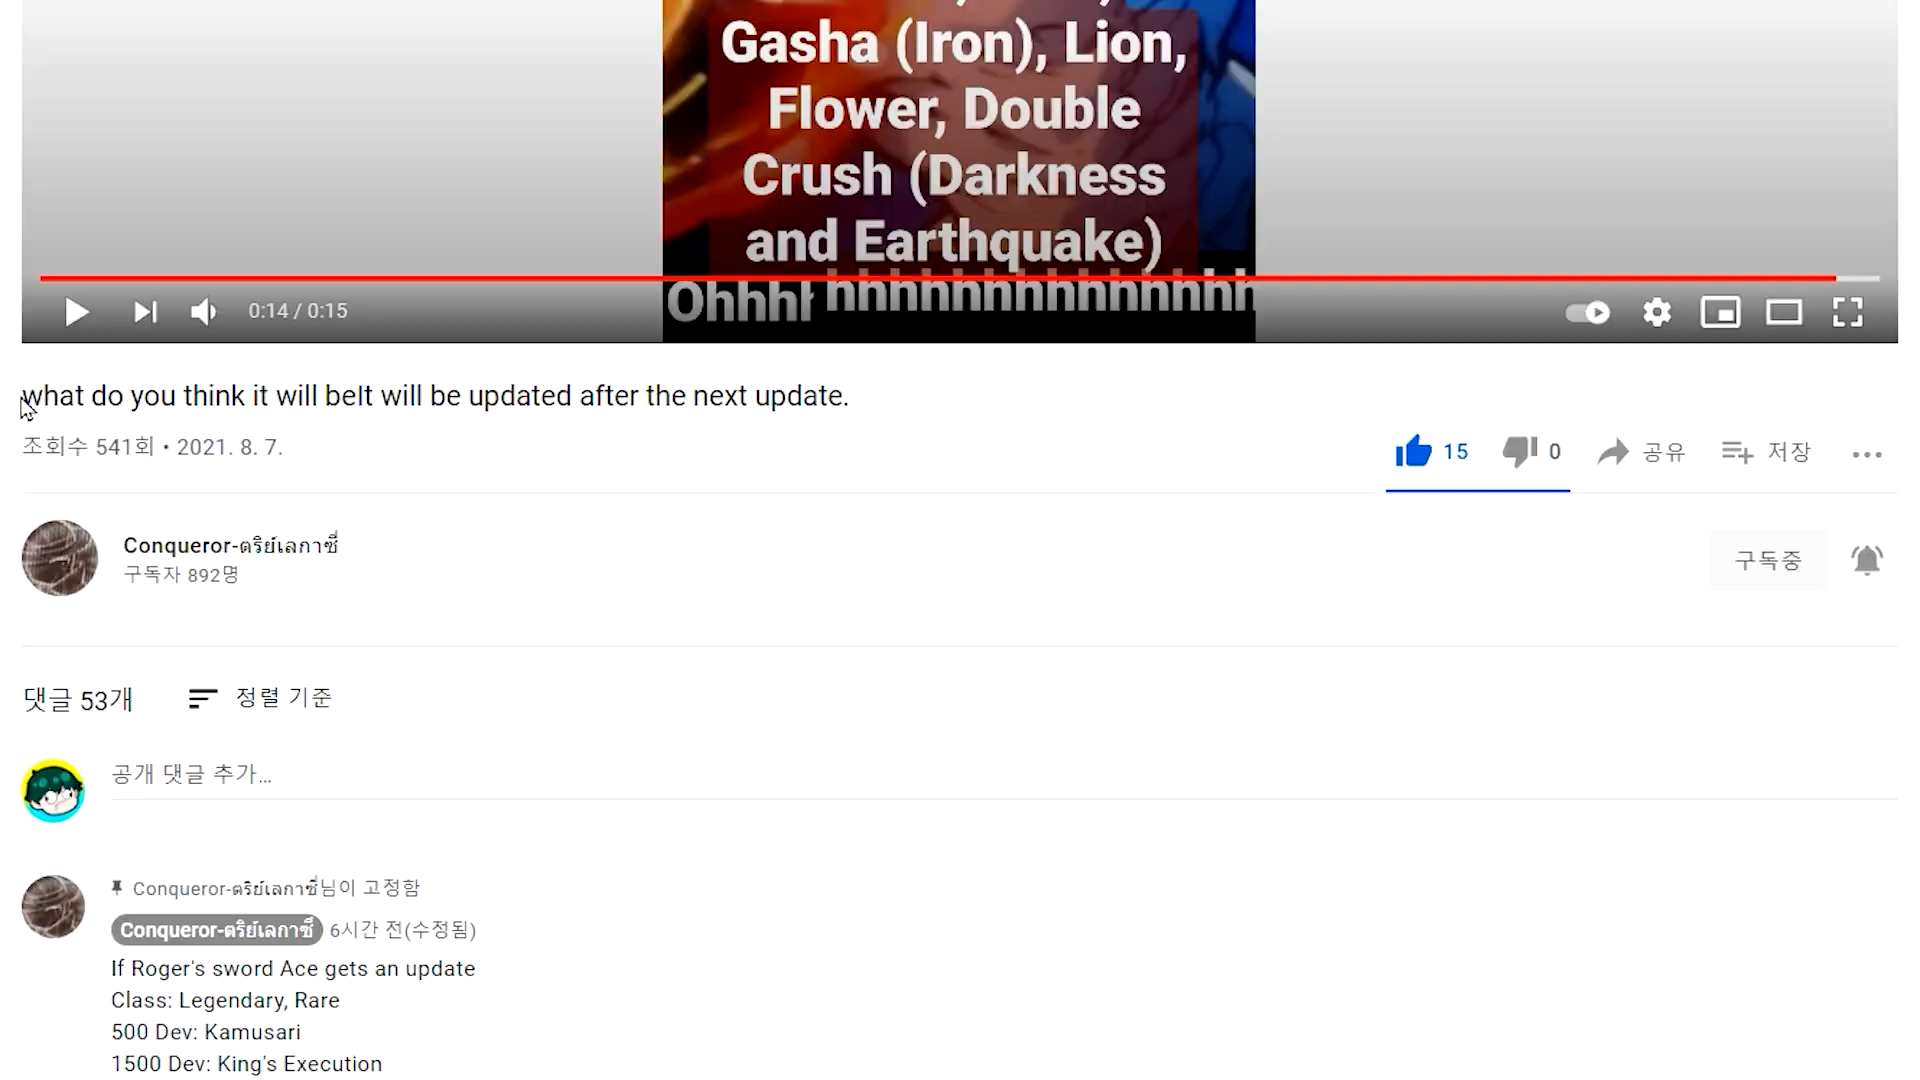 Gasha (Iron), Lion,
Flower, Double
Crush (Darkness
and Earthquake)
0:14 / 0:15
what do you think it will belt will be updated after the next update.
조회수 541회 • 2021. 8. 7.
15
0
공유
저장
Conqueror-ตรีย์เลกาซี่
구독자 892명
구독중
댓글 53개
정렬 기준
공개 댓글 추가...
Conqueror-ตรีย์เลกาซี่님이 고정함
Conqueror-ตรีย์เลกาซี่ 6시간 전(수정됨)
If Roger's sword Ace gets an update
Class: Legendary, Rare
500 Dev: Kamusari
1500 Dev: King's Execution